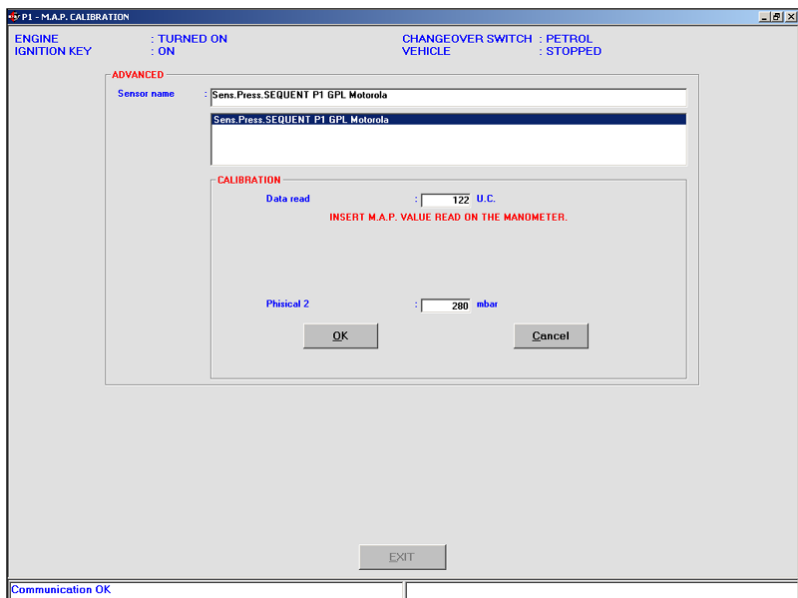 P1 - M.A.P. CALIBRATION
ENGINE : TURNED ON CHANGEOVER SWITCH : PETROL
IGNITION KEY : ON VEHICLE : STOPPED
ADVANCED
Sensor name : Sens.Press.SEQUENT P1 GPL Motorola
Sens.Press.SEQUENT P1 GPL Motorola
CALIBRATION
Data read : 122 U.C.
INSERT M.A.P. VALUE READ ON THE MANOMETER.
Phisical 2 : 280 mbar
OK Cancel
EXIT
Communication OK